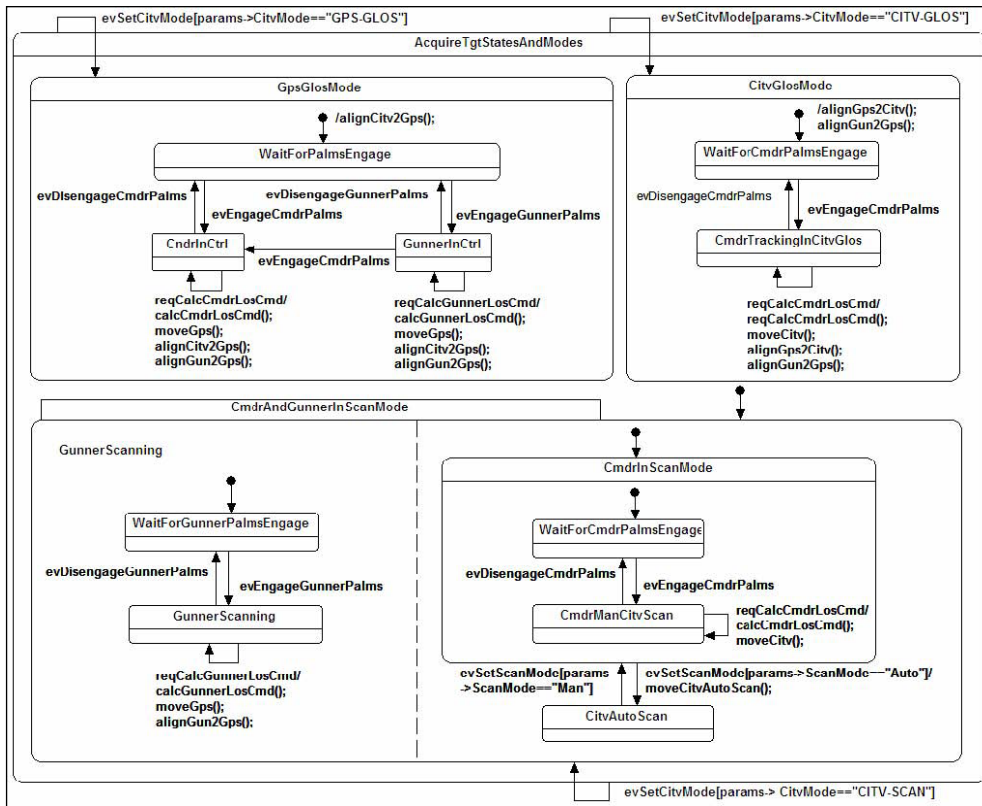 evSetCitvMode[params->CitvMode=="GPS-GLOS"]
evSetCitvMode[params->CitvMode=="CITV-GLOS"]
AcquireTgtStatesAndModes
GpsGlosMode
/alignCitv2Gps();
WaitForPalmsEngage
evDIsengageCmdrPalms
evDisengageGunnerPalms
evEngageCmdrPalms
evEngageGunnerPalms
CndrInCtrl
GunnerInCtrl
evEngageCmdrPalms
reqCalcCmdrLosCmd/
calcCmdrLosCmd();
moveGps();
alignCitv2Gps();
alignGun2Gps();
reqCalcGunnerLosCmd/
calcGunnerLosCmd();
moveGps();
alignCitv2Gps();
alignGun2Gps();
CitvGlosMode
/alignGps2Citv();
alignGun2Gps();
WaitForCmdrPalmsEngage
evDisengageCmdrPalms
evEngageCmdrPalms
CmdrTrackingInCitvGlos
reqCalcCmdrLosCmd/
reqCalcCmdrLosCmd();
moveCitv();
alignGps2Citv();
alignGun2Gps();
CmdrAndGunnerInScanMode
GunnerScanning
WaitForGunnerPalmsEngage
evDisengageGunnerPalms
evEngageGunnerPalms
GunnerScanning
reqCalcGunnerLosCmd/
calcGunnerLosCmd();
moveGps();
alignGun2Gps();
CmdrInScanMode
WaitForCmdrPalmsEngage
evDisengageCmdrPalms
evEngageCmdrPalms
CmdrManCitvScan
reqCalcCmdrLosCmd/
calcCmdrLosCmd();
moveCitv();
evSetScanMode[params
->ScanMode=="Man"]
evSetScanMode[params->ScanMode=="Auto"]/
moveCitvAutoScan();
CitvAutoScan
evSetCitvMode[params-> CitvMode=="CITV-SCAN"]